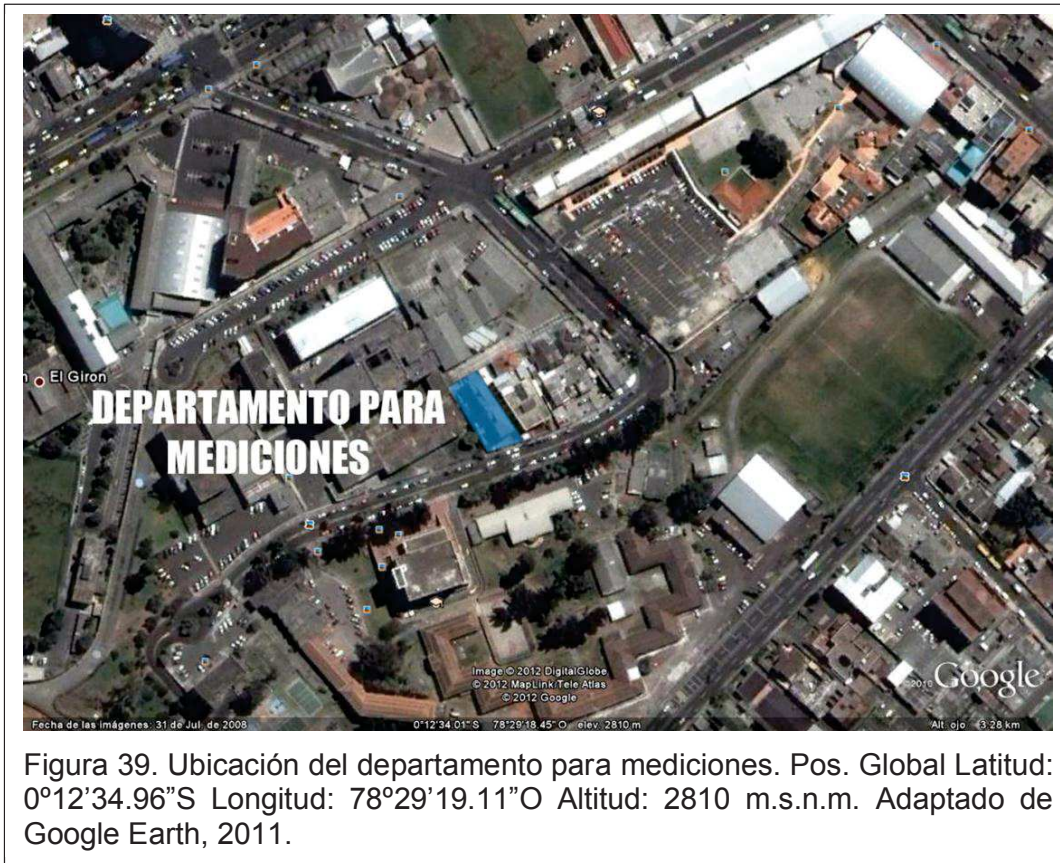 El Giron
DEPARTAMENTO PARA
MEDICIONES
Image © 2012 DigitalGlobe
© 2012 MapLink/Tele Atlas
© 2012 Google
©2010 Google
Fecha de las imágenes: 31 de Jul de 2008 0°12'34.01"S 78°29'18.45"O elev. 2810 m Alt. ojo 3.28 km
Figura 39. Ubicación del departamento para mediciones. Pos. Global Latitud:
0º12’34.96”S Longitud: 78º29’19.11”O Altitud: 2810 m.s.n.m. Adaptado de
Google Earth, 2011.